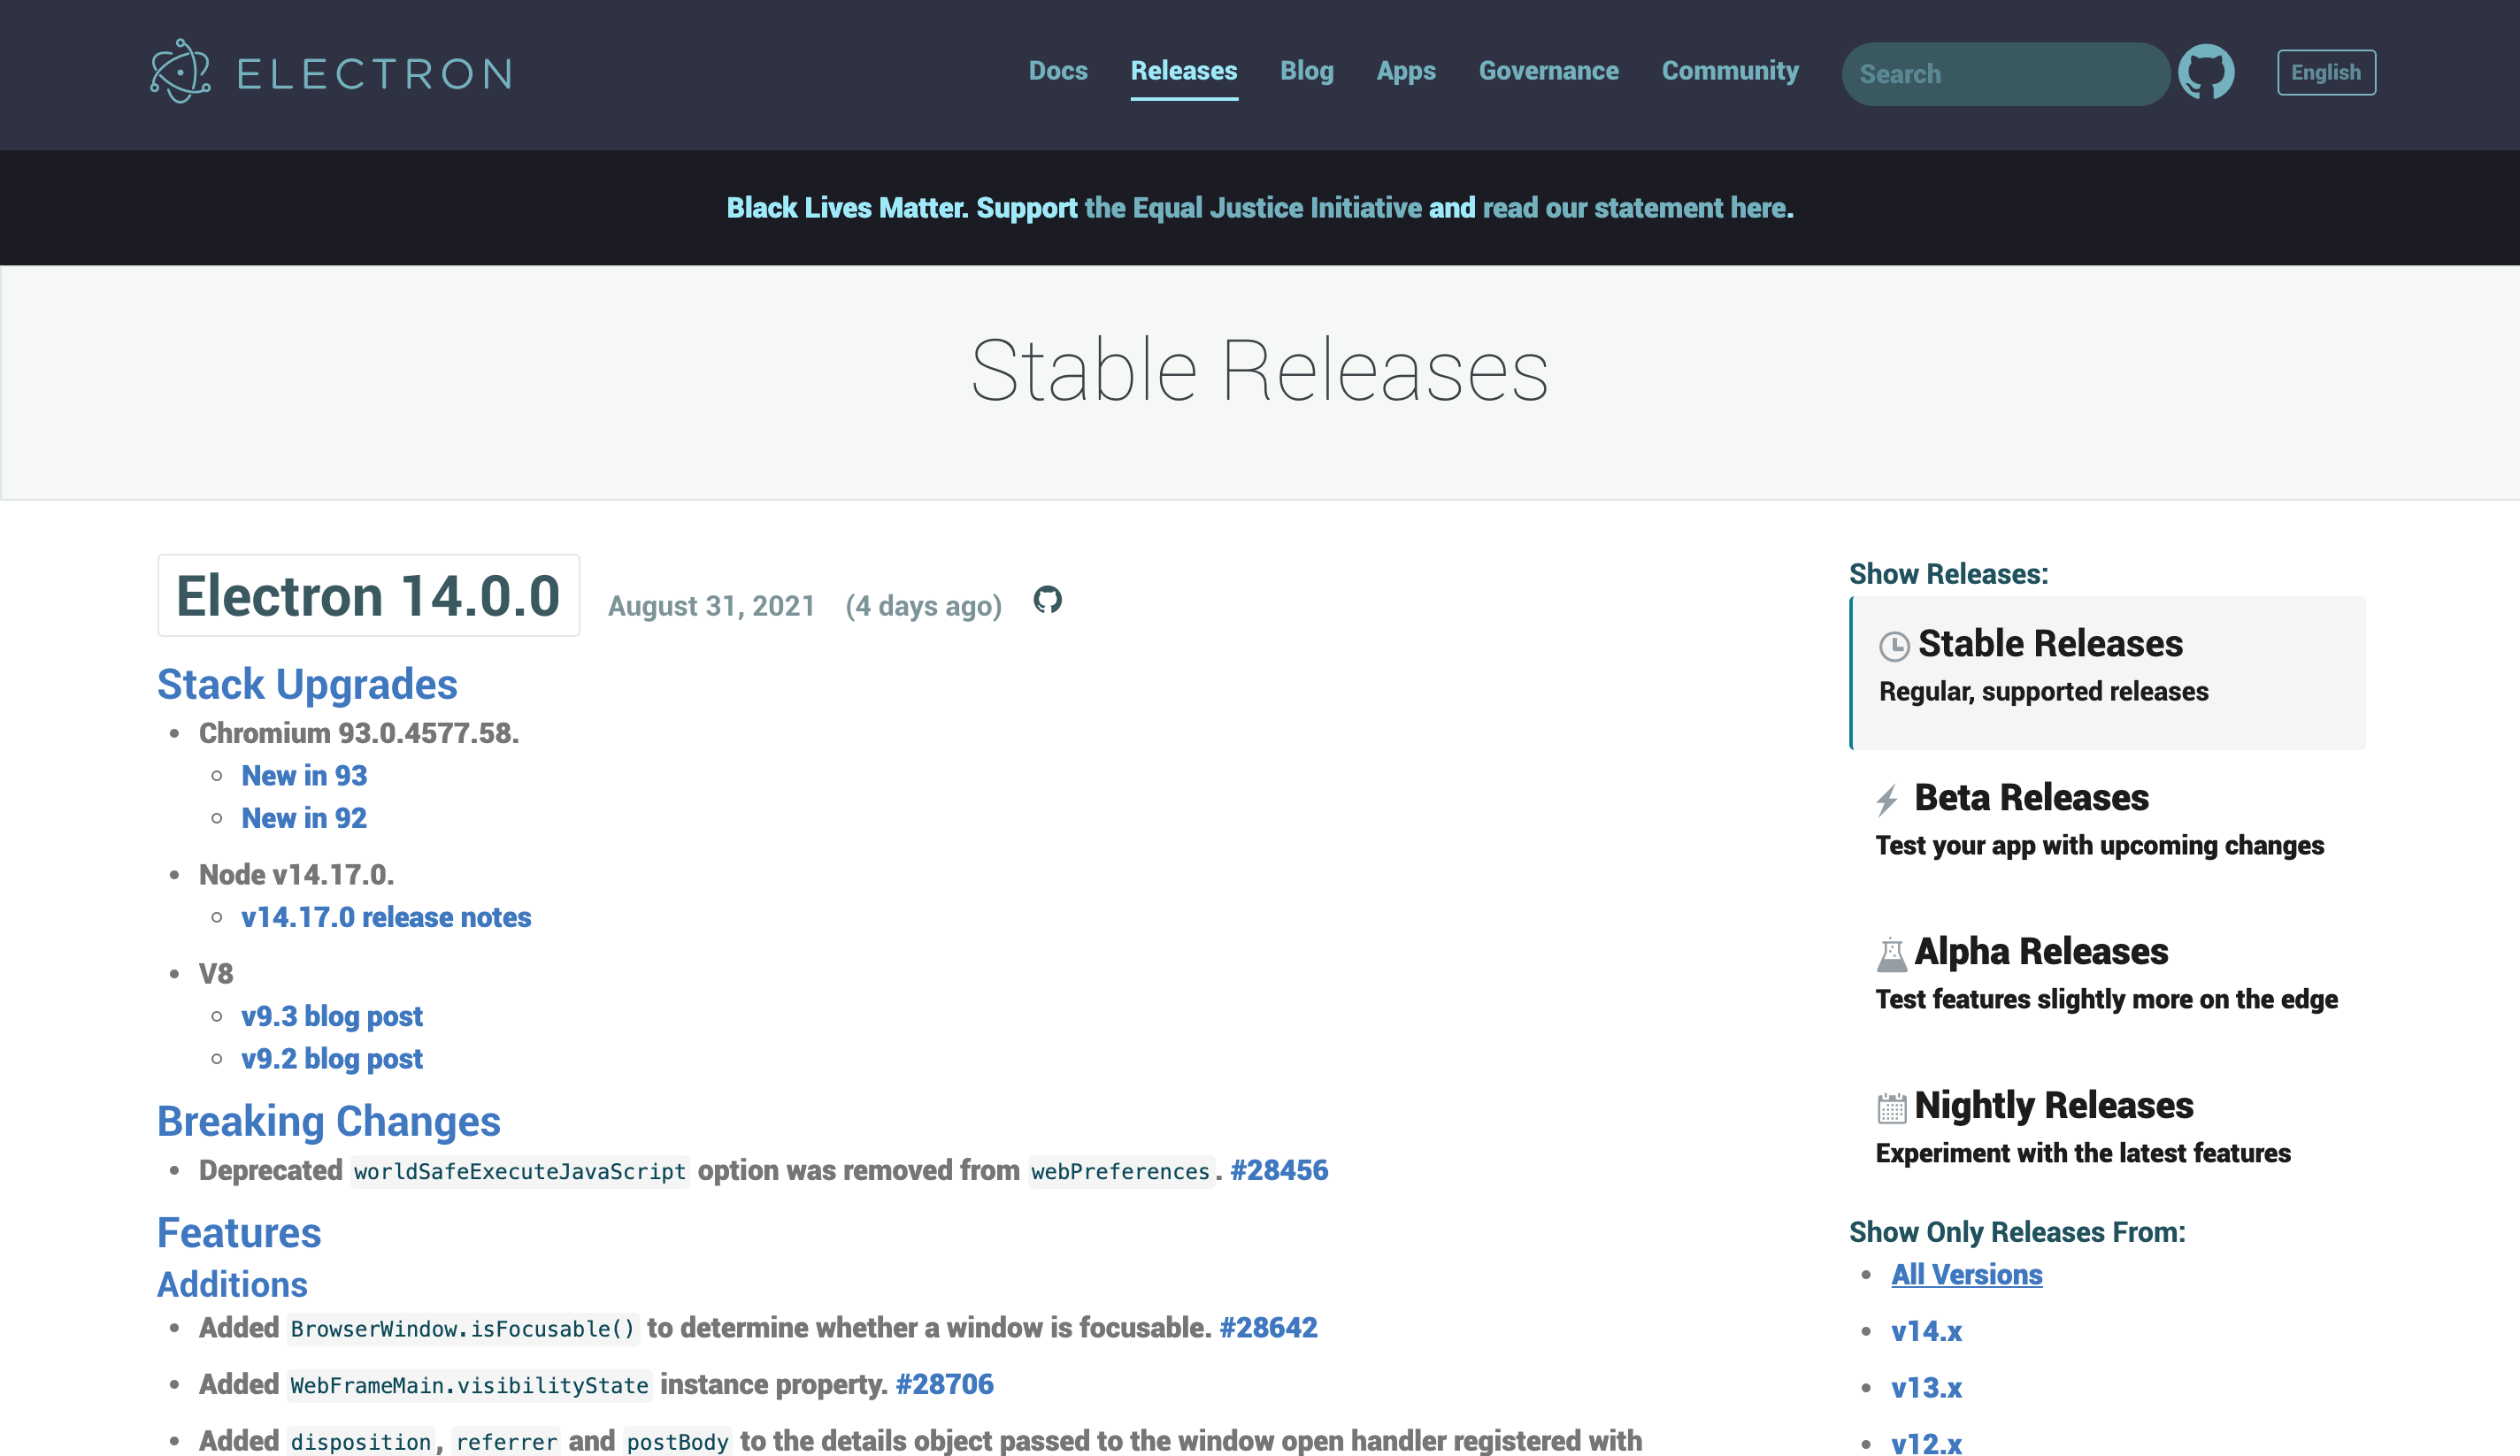 ELECTRON
Docs Releases Blog Apps Governance Community Search English
Black Lives Matter. Support the Equal Justice Initiative and read our statement here.
Stable Releases
Electron 14.0.0 August 31, 2021 (4 days ago)
Stack Upgrades
Chromium 93.0.4577.58.
New in 93
New in 92
Node v14.17.0.
v14.17.0 release notes
V8
v9.3 blog post
v9.2 blog post
Breaking Changes
Deprecated worldSafeExecuteJavaScript option was removed from webPreferences. #28456
Features
Additions
Added BrowserWindow.isFocusable() to determine whether a window is focusable. #28642
Added WebFrameMain.visibilityState instance property. #28706
Added disposition, referrer and postBody to the details object passed to the window open handler registered with
Show Releases:
Stable Releases
Regular, supported releases
Beta Releases
Test your app with upcoming changes
Alpha Releases
Test features slightly more on the edge
Nightly Releases
Experiment with the latest features
Show Only Releases From:
All Versions
v14.x
v13.x
v12.x